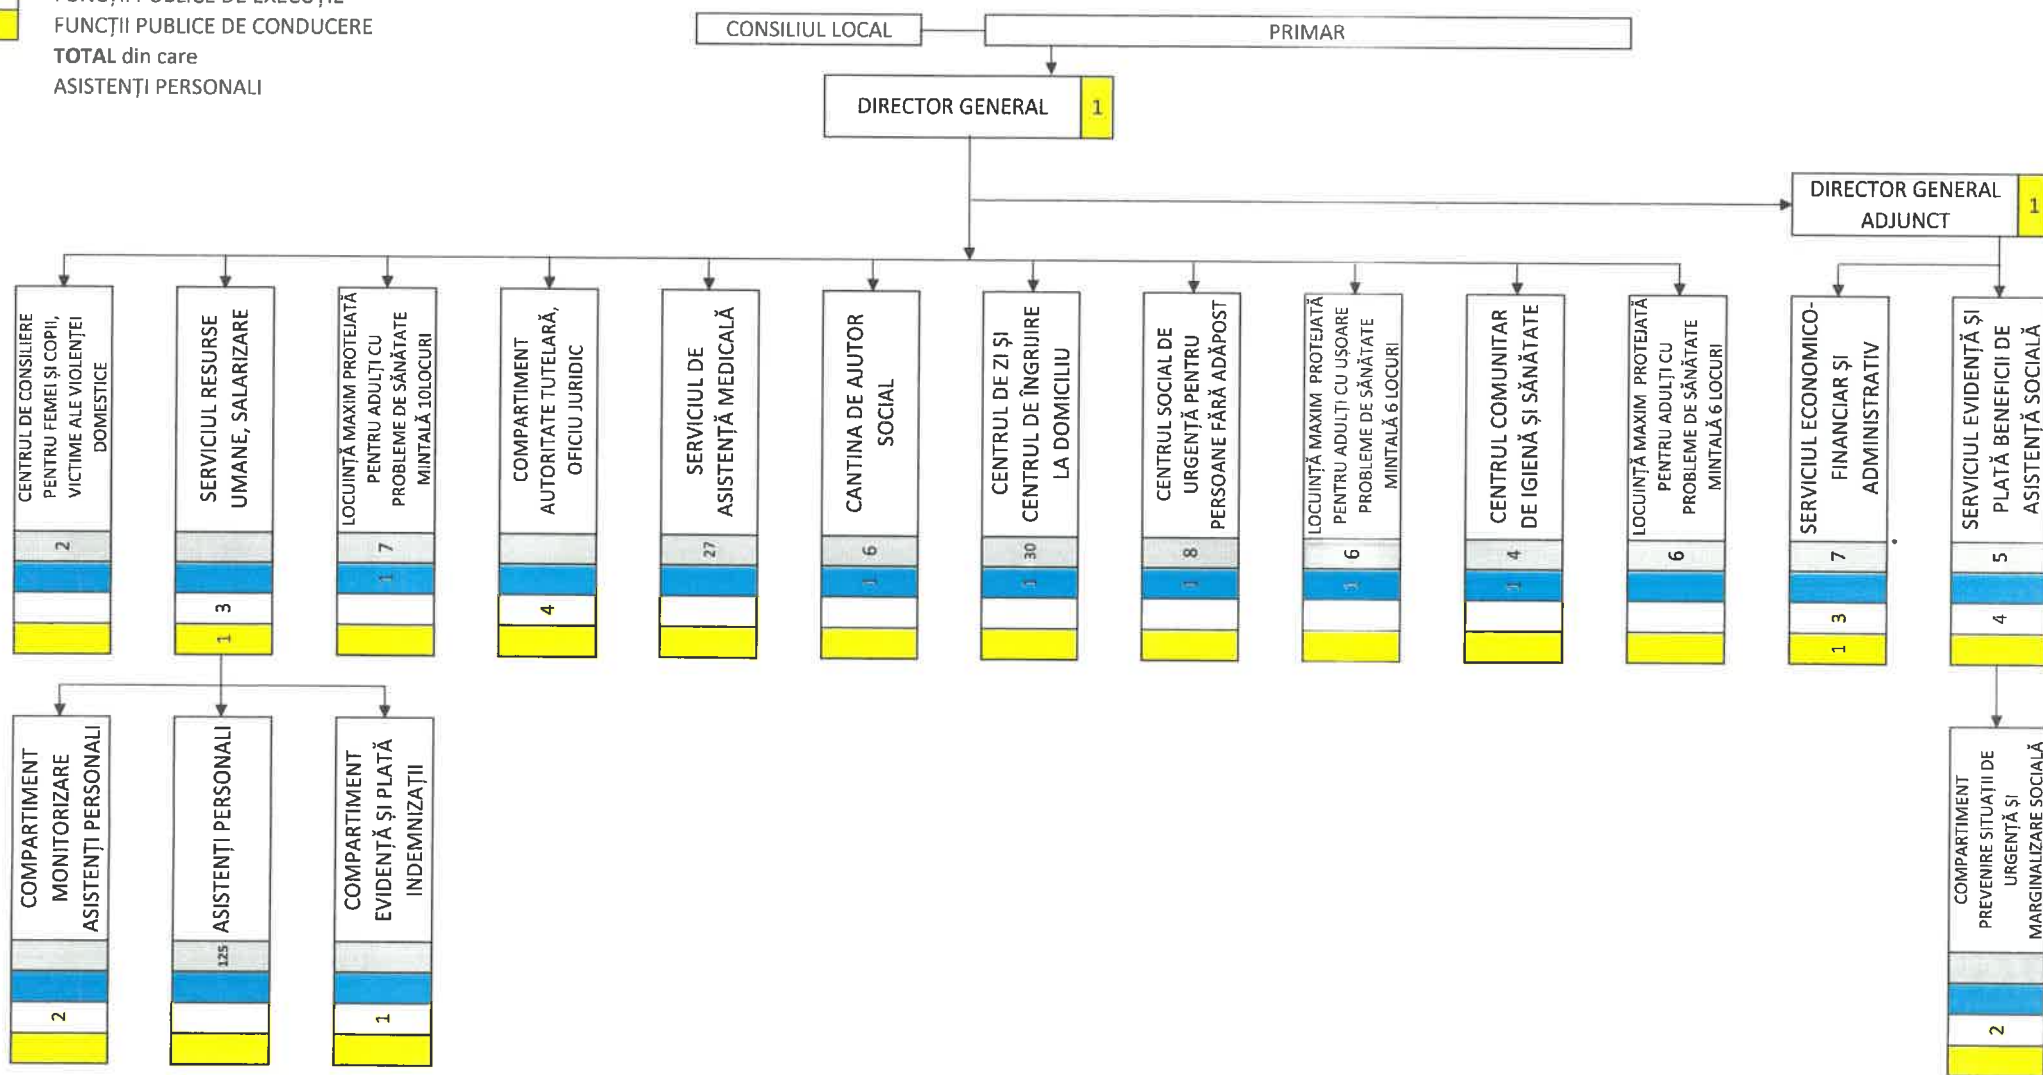 FUNCȚII PUBLICE DE EXECUȚIE
FUNCȚII PUBLICE DE CONDUCERE
TOTAL din care
ASISTENȚI PERSONALI
CONSILIUL LOCAL
PRIMAR
DIRECTOR GENERAL
1
DIRECTOR GENERAL
ADJUNCT
1
CENTRUL DE CONSILIERE
PENTRU FEMEI ȘI COPII,
VICTIME ALE VIOLENȚEI
DOMESTICE
2
SERVICIUL RESURSE
UMANE, SALARIZARE
3
1
LOCUINȚĂ MAXIM PROTEJATĂ
PENTRU ADULȚI CU
PROBLEME DE SĂNĂTATE
MINTALĂ 10LOCURI
7
1
COMPARTIMENT
AUTORITATE TUTELARĂ,
OFICIU JURIDIC
4
SERVICIUL DE
ASISTENȚĂ MEDICALĂ
27
CANTINA DE AJUTOR
SOCIAL
6
1
CENTRUL DE ZI ȘI
CENTRUL DE ÎNGRIJIRE
LA DOMICILIU
30
1
CENTRUL SOCIAL DE
URGENȚĂ PENTRU
PERSOANE FĂRĂ ADĂPOST
8
1
LOCUINȚĂ MAXIM PROTEJATĂ
PENTRU ADULȚI CU UȘOARE
PROBLEME DE SĂNĂTATE
MINTALĂ 6 LOCURI
6
1
CENTRUL COMUNITAR
DE IGIENĂ ȘI SĂNĂTATE
4
1
LOCUINȚĂ MAXIM PROTEJATĂ
PENTRU ADULȚI CU
PROBLEME DE SĂNĂTATE
MINTALĂ 6 LOCURI
6
SERVICIUL ECONOMICO-
FINANCIAR ȘI
ADMINISTRATIV
7
3
1
SERVICIUL EVIDENȚĂ ȘI
PLATĂ BENEFICII DE
ASISTENȚĂ SOCIALĂ
5
4
COMPARTIMENT
MONITORIZARE
ASISTENȚI PERSONALI
2
ASISTENȚI PERSONALI
125
COMPARTIMENT
EVIDENȚĂ ȘI PLATĂ
INDEMNIZAȚII
1
COMPARTIMENT
PREVENIRE SITUAȚII DE
URGENȚĂ ȘI
MARGINALIZARE SOCIALĂ
2